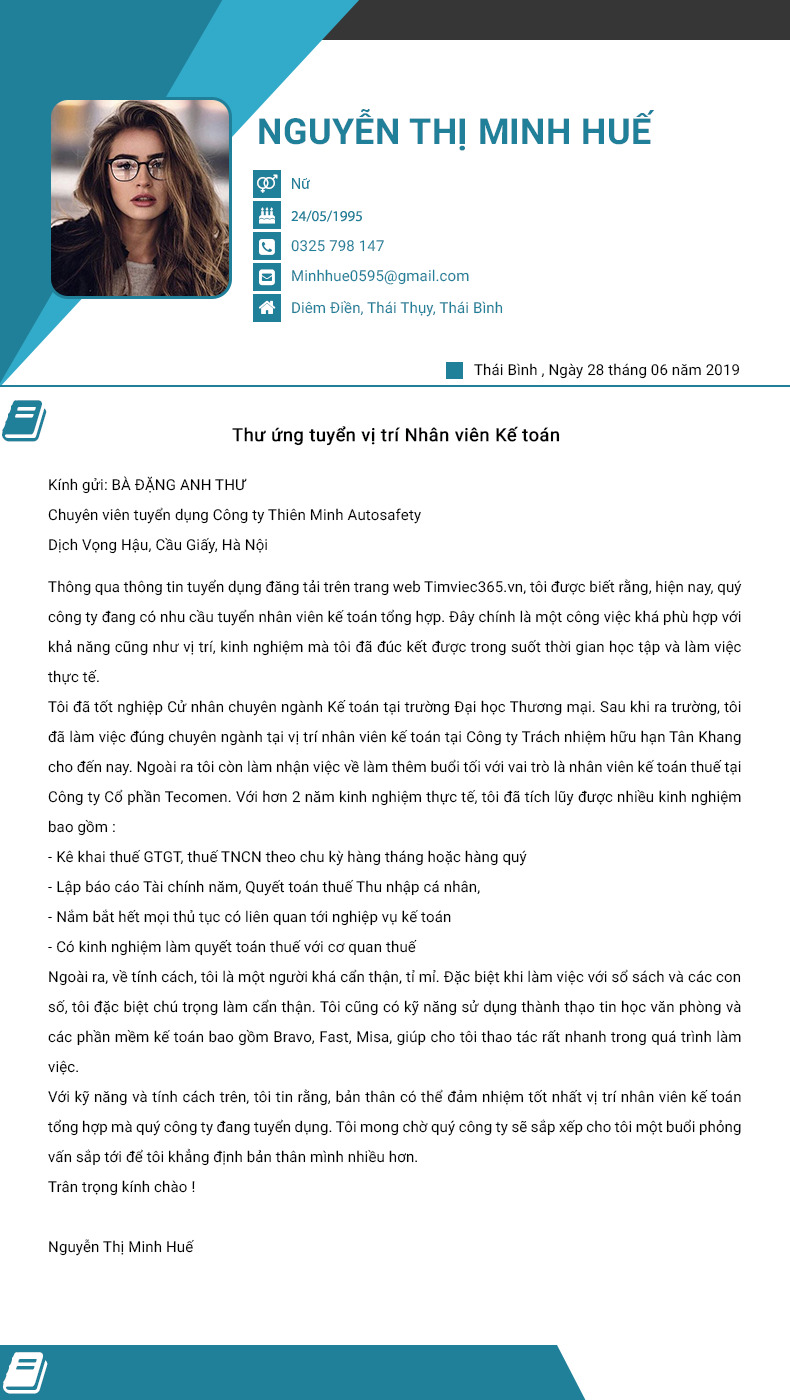 NGUYỄN THỊ MINH HUẾ
Nữ
24/05/1995
0325 798 147
Minhhue0595@gmail.com
Diêm Điền, Thái Thụy, Thái Bình
Thái Bình , Ngày 28 tháng 06 năm 2019
Thư ứng tuyển vị trí Nhân viên Kế toán
Kính gửi: BÀ ĐẶNG ANH THƯ
Chuyên viên tuyển dụng Công ty Thiên Minh Autosafety
Dịch Vọng Hậu, Cầu Giấy, Hà Nội
Thông qua thông tin tuyển dụng đăng tải trên trang web Timviec365.vn, tôi được biết rằng, hiện nay, quý
công ty đang có nhu cầu tuyển nhân viên kế toán tổng hợp. Đây chính là một công việc khá phù hợp với
khả năng cũng như vị trí, kinh nghiệm mà tôi đã đúc kết được trong suốt thời gian học tập và làm việc
thực tế.
Tôi đã tốt nghiệp Cử nhân chuyên ngành Kế toán tại trường Đại học Thương mại. Sau khi ra trường, tôi
đã làm việc đúng chuyên ngành tại vị trí nhân viên kế toán tại Công ty Trách nhiệm hữu hạn Tân Khang
cho đến nay. Ngoài ra tôi còn làm nhận việc về làm thêm buổi tối với vai trò là nhân viên kế toán thuế tại
Công ty Cổ phần Tecomen. Với hơn 2 năm kinh nghiệm thực tế, tôi đã tích lũy được nhiều kinh nghiệm
bao gồm :
- Kê khai thuế GTGT, thuế TNCN theo chu kỳ hàng tháng hoặc hàng quý
- Lập báo cáo Tài chính năm, Quyết toán thuế Thu nhập cá nhân,
- Nắm bắt hết mọi thủ tục có liên quan tới nghiệp vụ kế toán
- Có kinh nghiệm làm quyết toán thuế với cơ quan thuế
Ngoài ra, về tính cách, tôi là một người khá cẩn thận, tỉ mỉ. Đặc biệt khi làm việc với sổ sách và các con
số, tôi đặc biệt chú trọng làm cẩn thận. Tôi cũng có kỹ năng sử dụng thành thạo tin học văn phòng và
các phần mềm kế toán bao gồm Bravo, Fast, Misa, giúp cho tôi thao tác rất nhanh trong quá trình làm
việc.
Với kỹ năng và tính cách trên, tôi tin rằng, bản thân có thể đảm nhiệm tốt nhất vị trí nhân viên kế toán
tổng hợp mà quý công ty đang tuyển dụng. Tôi mong chờ quý công ty sẽ sắp xếp cho tôi một buổi phỏng
vấn sắp tới để tôi khẳng định bản thân mình nhiều hơn.
Trân trọng kính chào !
Nguyễn Thị Minh Huế